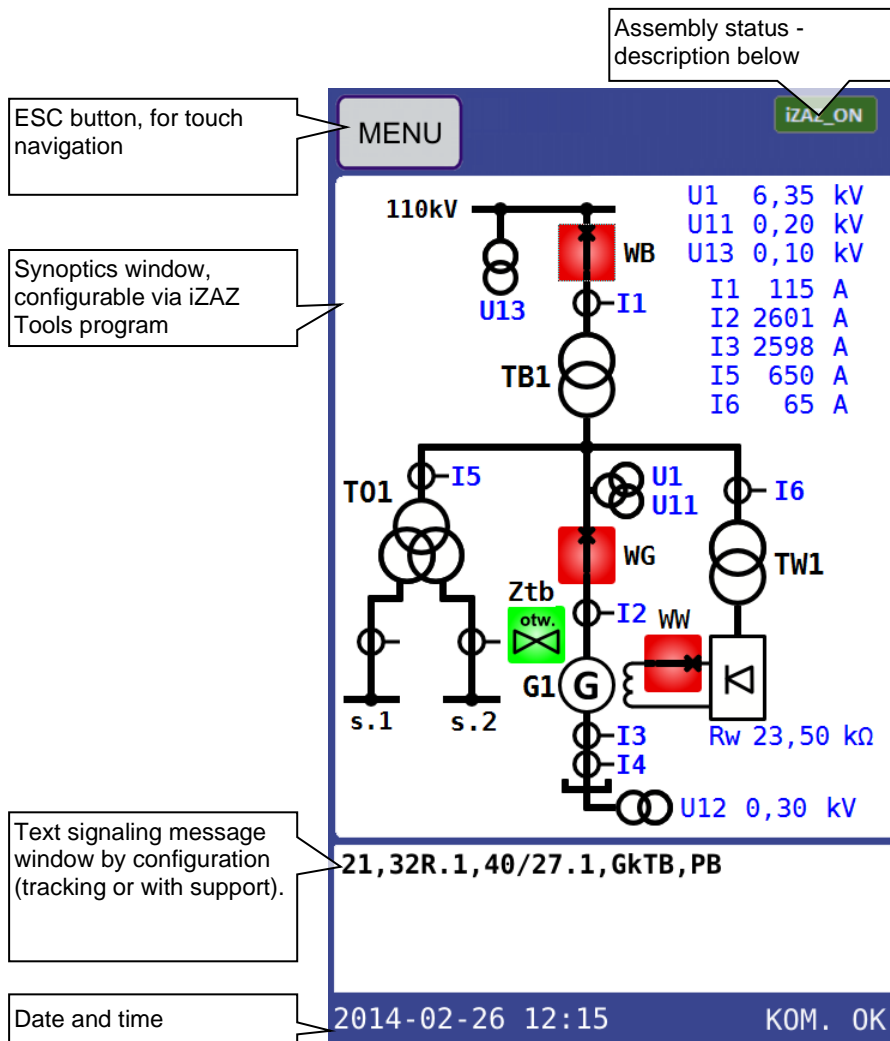 Assembly status -
description below
ESC button, for touch
navigation
MENU
iZAZ_ON
Synoptics window,
configurable via iZAZ
Tools program
110kV
WB
U13
I1
TB1
U1 6,35 kV
U11 0,20 kV
U13 0,10 kV
I1 115 A
I2 2601 A
I3 2598 A
I5 650 A
I6 65 A
I5
TO1
U1
U11
I6
WG
TW1
Ztb
otw.
I2
WW
G1
G
s.1
s.2
I3
I4
Rw 23,50 kΩ
U12 0,30 kV
Text signaling message
window by configuration
(tracking or with support).
21,32R.1,40/27.1,GkTB,PB
Date and time
2014-02-26 12:15
KOM. OK